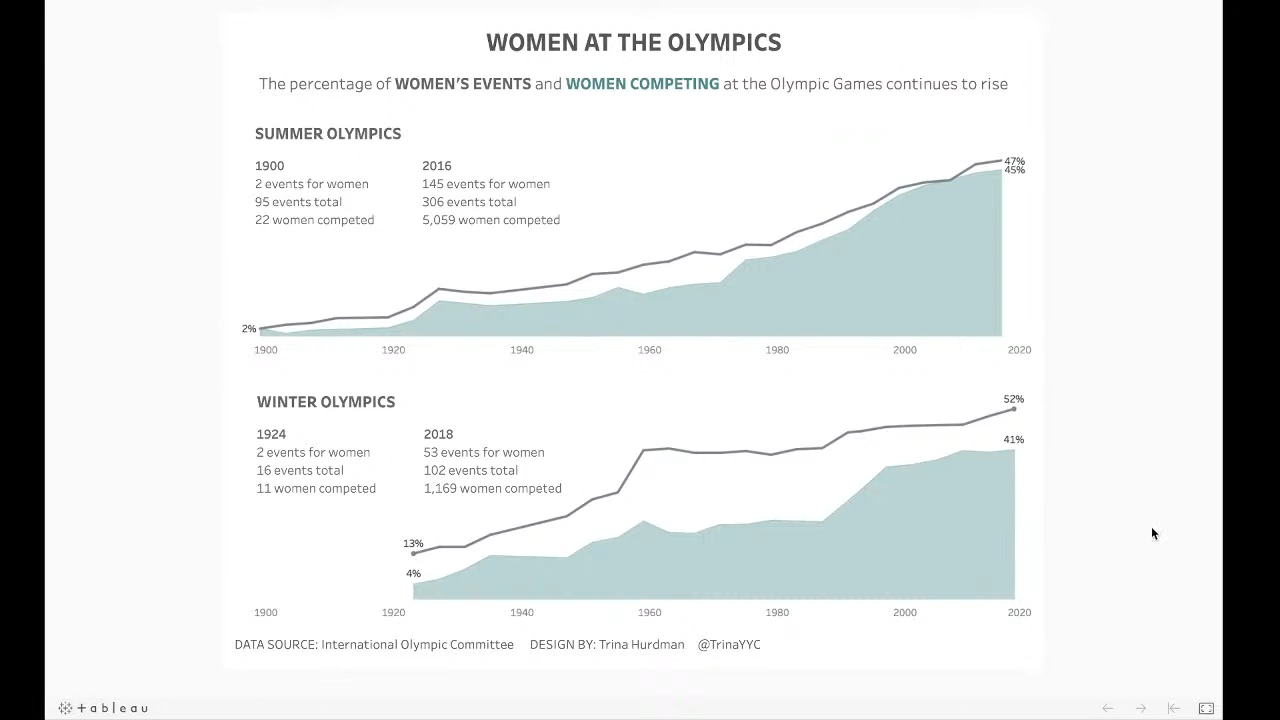 WOMEN AT THE OLYMPICS
The percentage of WOMEN'S EVENTS and WOMEN COMPETING at the Olympic Games continues to rise
SUMMER OLYMPICS
1900
2 events for women
95 events total
22 women competed
2016
145 events for women
306 events total
5,059 women competed
47%
45%
2%
1900 1920 1940 1960 1980 2000 2020
WINTER OLYMPICS
1924
2 events for women
16 events total
11 women competed
2018
53 events for women
102 events total
1,169 women competed
52%
41%
13%
4%
1900 1920 1940 1960 1980 2000 2020
DATA SOURCE: International Olympic Committee DESIGN BY: Trina Hurdman @TrinaYYC
+ableau